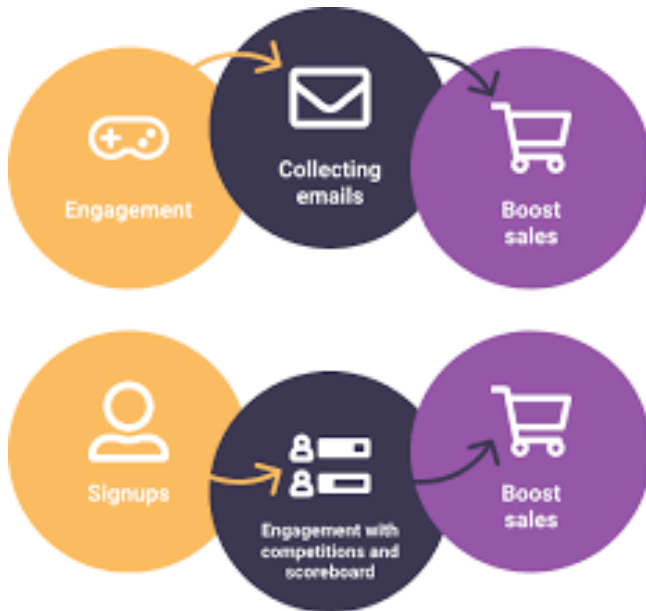 Engagement
Collecting
emails
Boost
sales
Signups
Engagement with
competitions and
scoreboard
Boost
sales